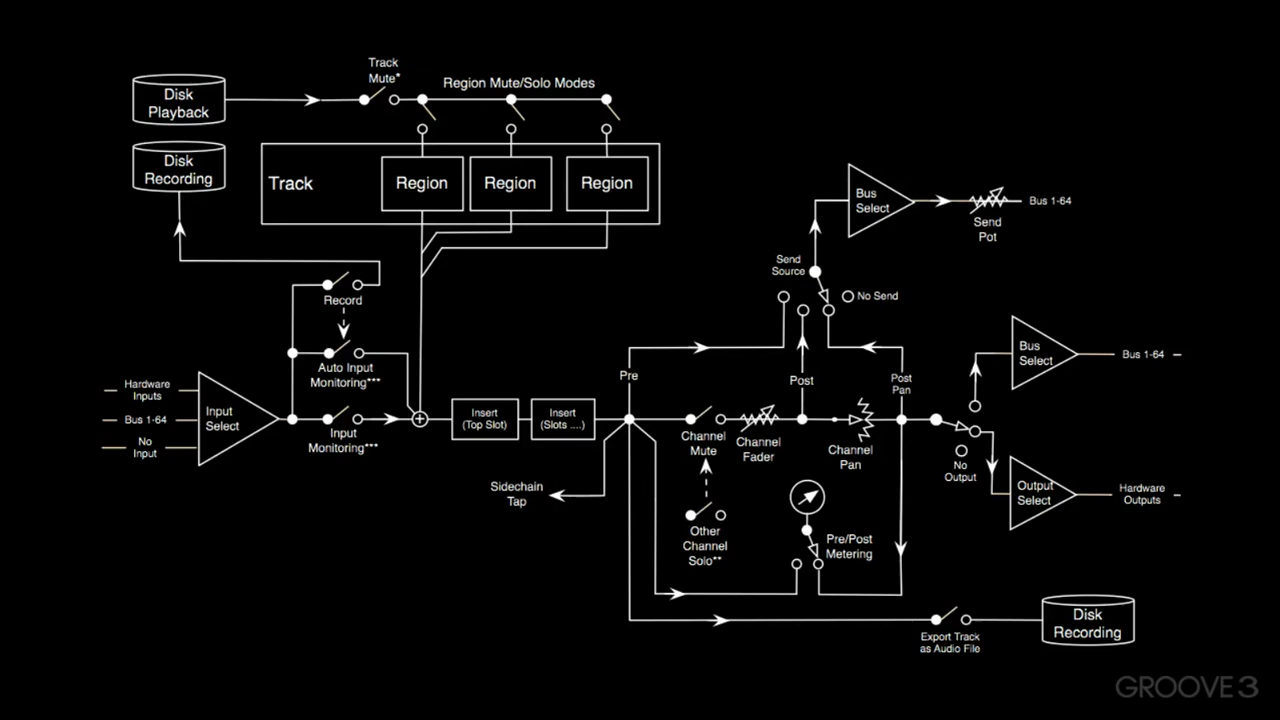 Track
Mute*
Region Mute/Solo Modes
Disk
Playback
Disk
Recording
Track
Region
Region
Region
Bus
Select
Bus 1-64
Send
Pot
Send
Source
No Send
Record
Auto Input
Monitoring***
Hardware
Inputs
Bus 1-64
No
Input
Input
Select
Input
Monitoring***
Insert
(Top Slot)
Insert
(Slots ....)
Pre
Post
Post
Pan
Channel
Mute
Channel
Fader
Channel
Pan
Bus
Select
Bus 1-64
No
Output
Output
Select
Hardware
Outputs
Sidechain
Tap
Other
Channel
Solo**
Pre/Post
Metering
Export Track
as Audio File
Disk
Recording
GROOVE3